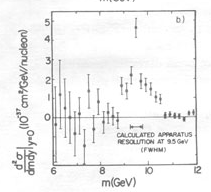 m(GeV)
b)
5
4
3
2
1
0
6
8
10
12
CALCULATED APPARATUS
RESOLUTION AT 9.5 GeV
(FWHM)
m(GeV)
d²σ/dmdy|y=0 (10⁻³⁷ cm²/GeV/nucleon)